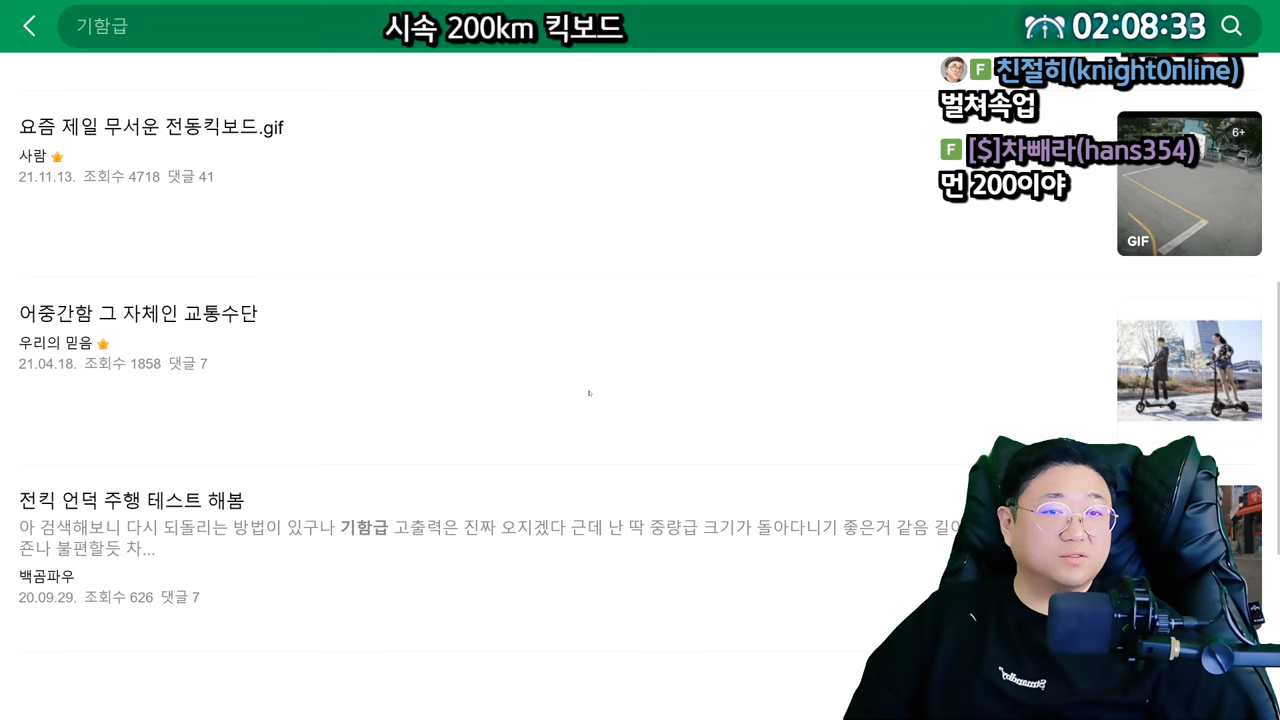 기함급
시속 200km 킥보드
02:08:33
F 친절히(knight0nline)
벌쳐속업
F [$]차빼라(hans354)
먼 200이야
요즘 제일 무서운 전동킥보드.gif
사람
21.11.13. 조회수 4718 댓글 41
6+
GIF
어중간함 그 자체인 교통수단
우리의 믿음
21.04.18. 조회수 1858 댓글 7
전킥 언덕 주행 테스트 해봄
아 검색해보니 다시 되돌리는 방법이 있구나 기함급 고출력은 진짜 오지겠다 근데 난 딱 중량급 크기가 돌아다니기 좋은거 같음
죤나 불편할듯 차...
백곰파우
20.09.29. 조회수 626 댓글 7